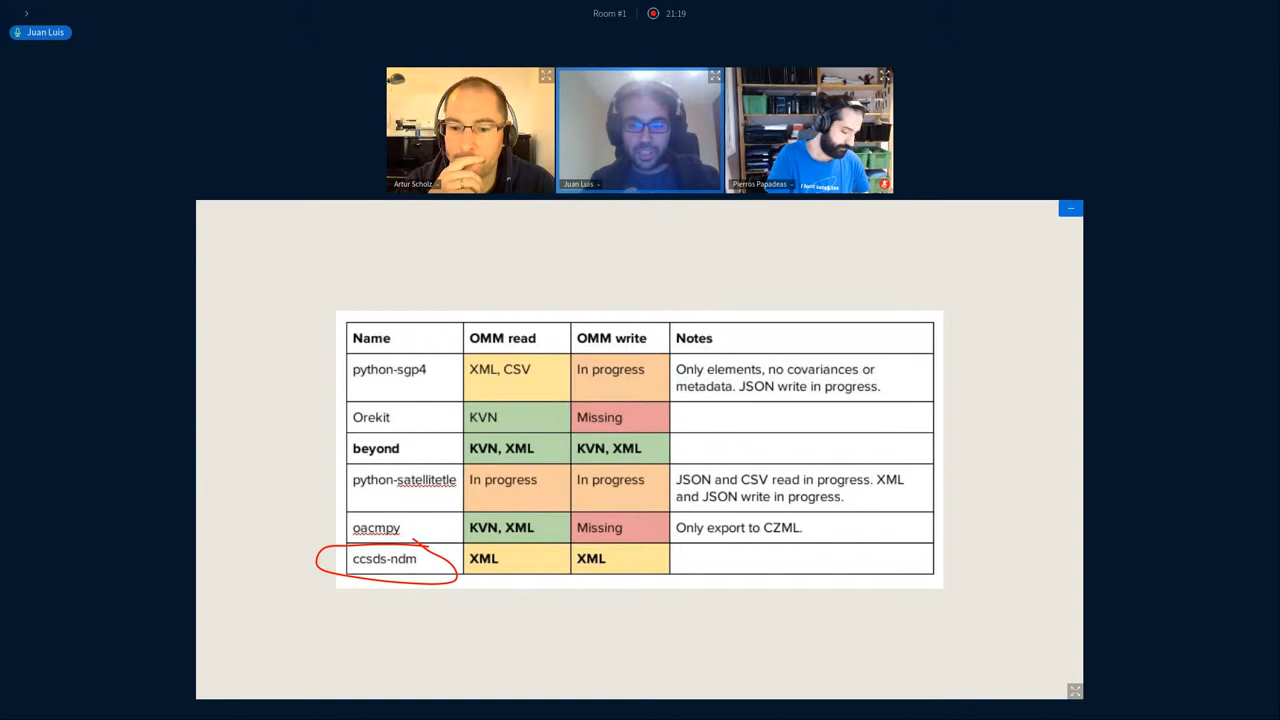 Room #1 21:19
Juan Luis
Artur Scholz
Juan Luis
Pierros Papadeas
Name OMM read OMM write Notes
python-sgp4 XML, CSV In progress Only elements, no covariances or
metadata. JSON write in progress.
Orekit KVN Missing
beyond KVN, XML KVN, XML
python-satellitetle In progress In progress JSON and CSV read in progress. XML
and JSON write in progress.
oacmpy KVN, XML Missing Only export to CZML.
ccsds-ndm XML XML